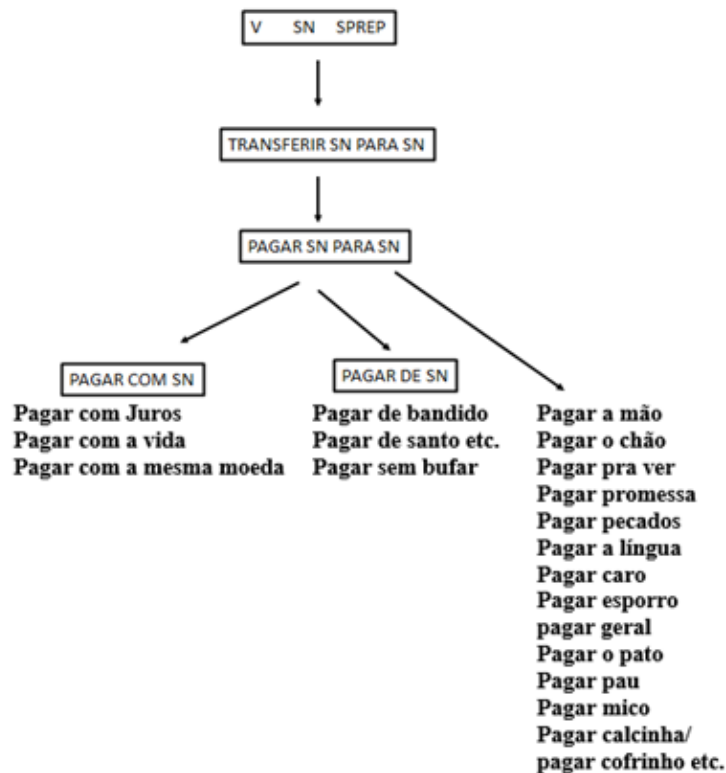 V SN SPREP
TRANSFERIR SN PARA SN
PAGAR SN PARA SN
PAGAR COM SN
Pagar com Juros
Pagar com a vida
Pagar com a mesma moeda
PAGAR DE SN
Pagar de bandido
Pagar de santo etc.
Pagar sem bufar
Pagar a mão
Pagar o chão
Pagar pra ver
Pagar promessa
Pagar pecados
Pagar a língua
Pagar caro
Pagar esporro
pagar geral
Pagar o pato
Pagar pau
Pagar mico
Pagar calcinha/
pagar cofrinho etc.